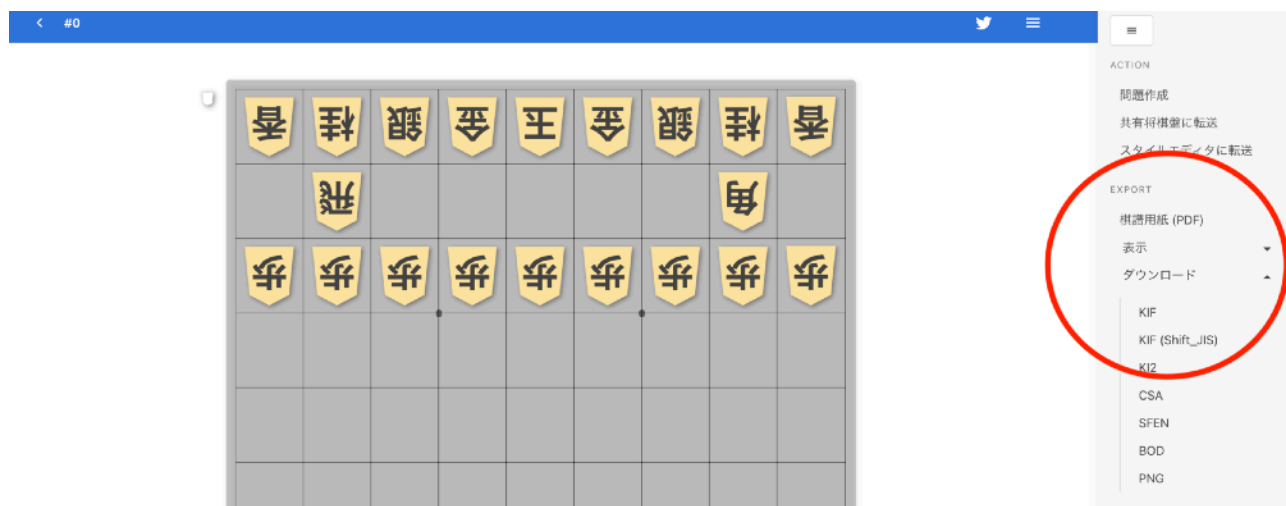 #0
香 桂 銀 金 玉 金 銀 桂 香
飛 角
歩 歩 歩 歩 歩 歩 歩 歩 歩
ACTION
問題作成
共有将棋盤に転送
スタイルエディタに転送
EXPORT
棋譜用紙 (PDF)
表示
ダウンロード
KIF
KIF (Shift_JIS)
KI2
CSA
SFEN
BOD
PNG